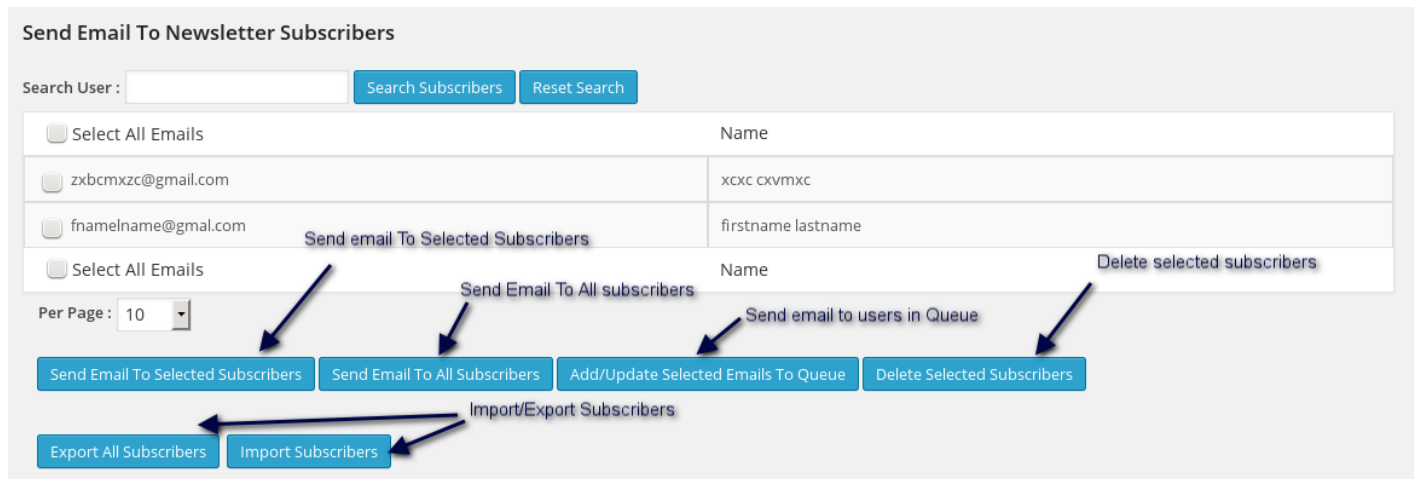 Send Email To Newsletter Subscribers
Search User : Search Subscribers Reset Search
Select All Emails Name
zxbcmxzc@gmail.com xcxc cxvmxc
fnamelname@gmal.com firstname lastname
Send email To Selected Subscribers
Select All Emails Name
Delete selected subscribers
Send Email To All subscribers
Per Page : 10
Send email to users in Queue
Send Email To Selected Subscribers Send Email To All Subscribers Add/Update Selected Emails To Queue Delete Selected Subscribers
Import/Export Subscribers
Export All Subscribers Import Subscribers